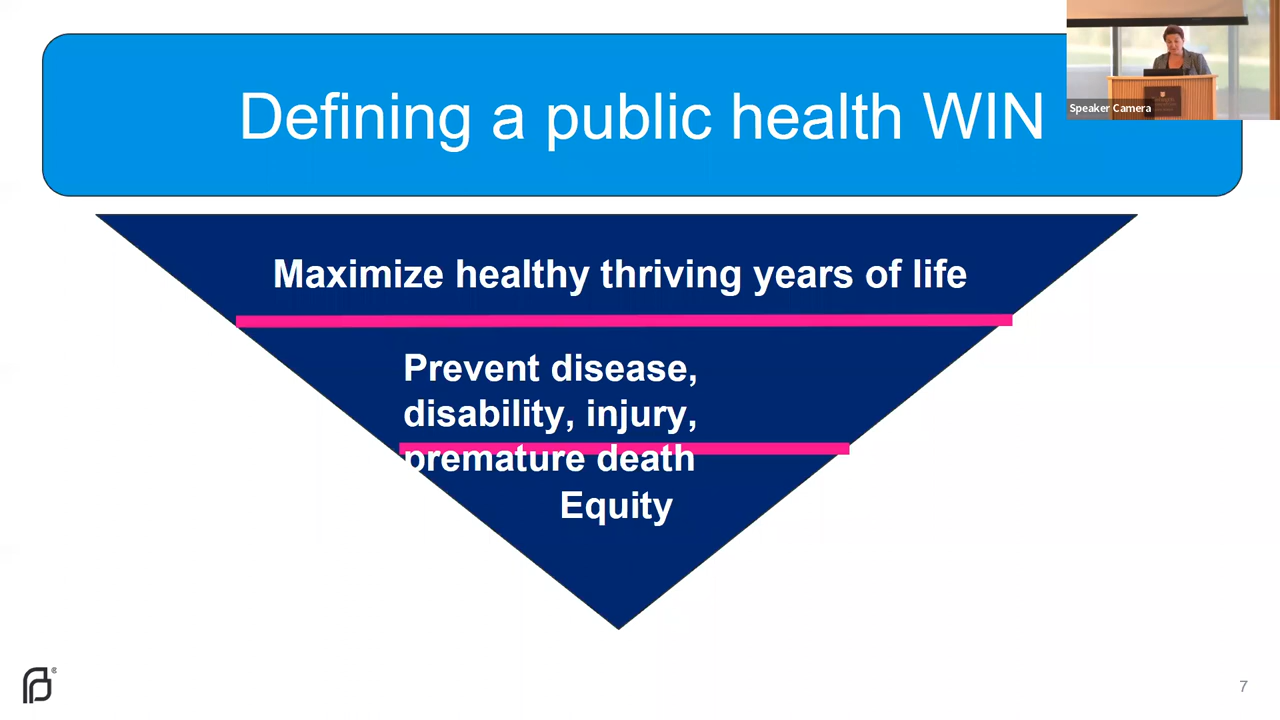 Defining a public health WIN
Speaker Camera
Maximize healthy thriving years of life
Prevent disease,
disability, injury,
premature death
Equity
7